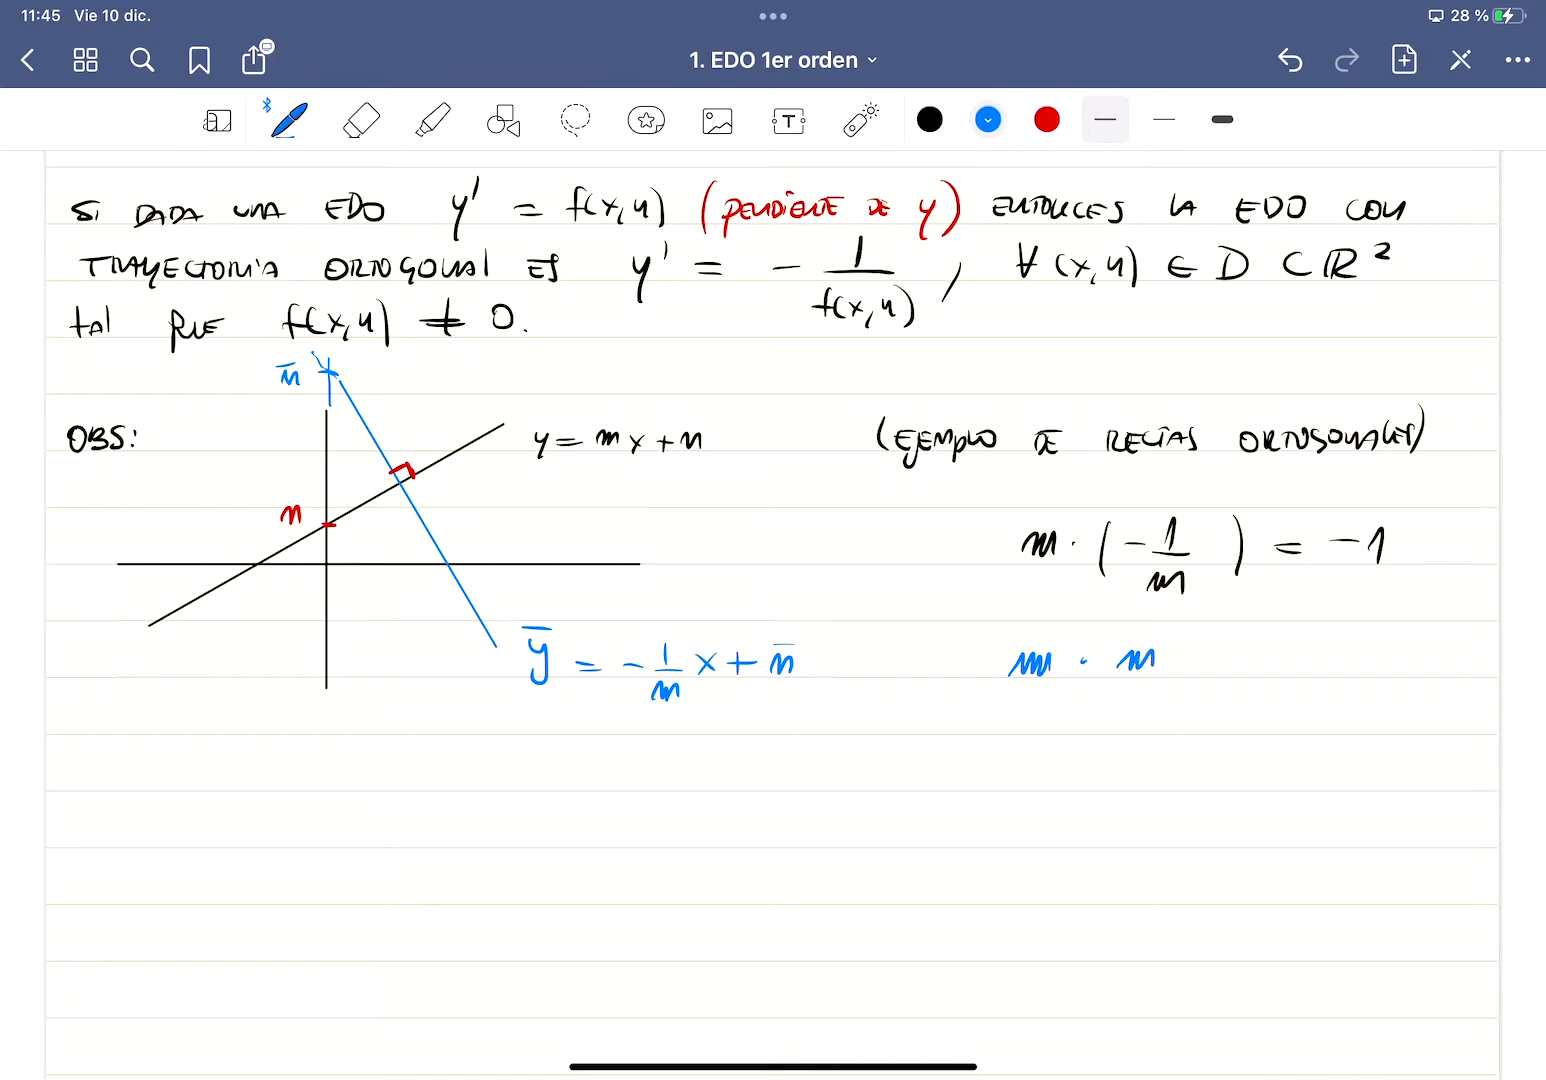 11:45 Vie 10 dic.
28 %
1. EDO 1er orden
Si DADA UNA EDO y' = f(x,y) (PENDIENTE DE y) ENTONCES LA EDO CON
TRAYECTORIA ORTOGONAL ES y' = - 1/f(x,y), ∀ (x,y) ∈ D ⊂ ℝ²
tal QUE f(x,y) ≠ 0.
n̄
OBS:
y = mx + n
(EJEMPLO DE RECTAS ORTOGONALES)
n
m · (- 1/m) = -1
ȳ = - 1/m x + n̄
m · m